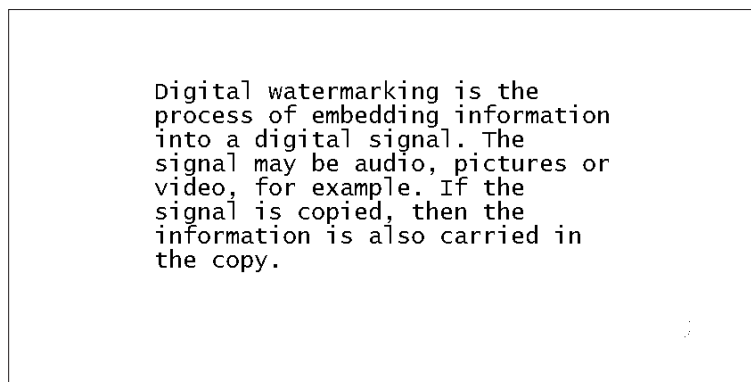 Digital watermarking is the
process of embedding information
into a digital signal. The
signal may be audio, pictures or
video, for example. If the
signal is copied, then the
information is also carried in
the copy.